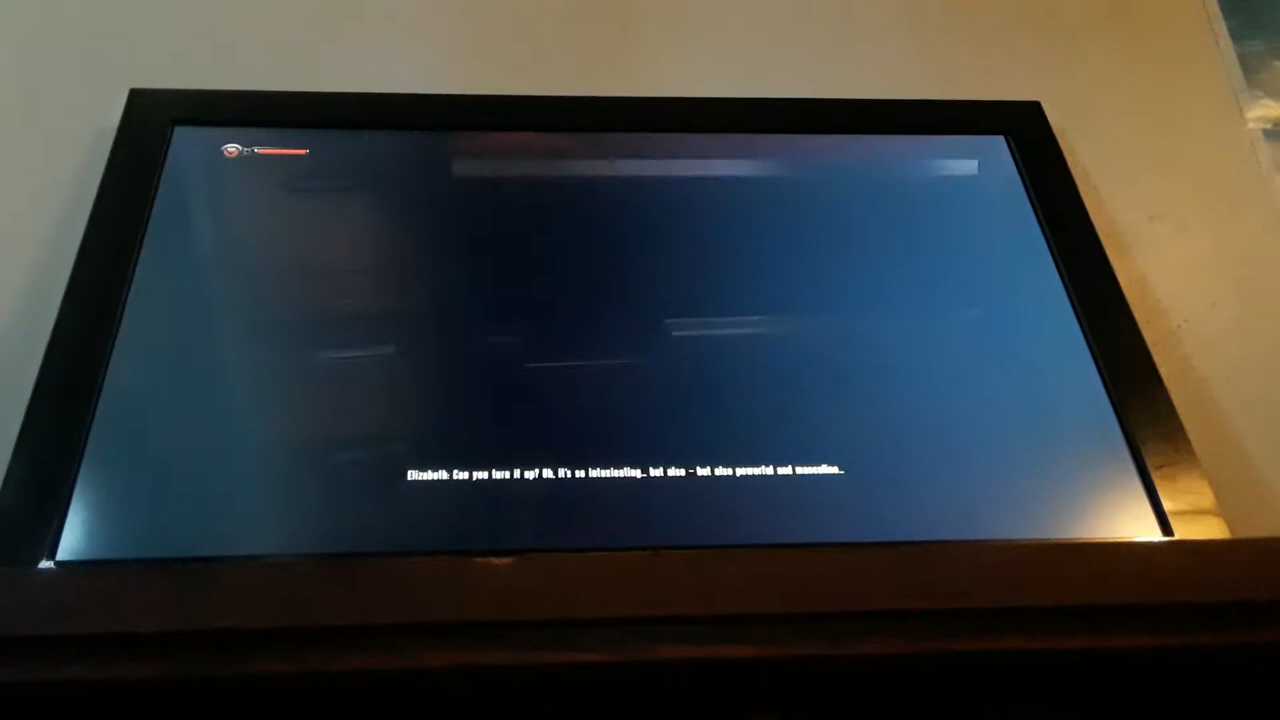 Elizabeth: Can you turn it up? Oh, it's so intoxicating... but also - but also powerful and masculine...